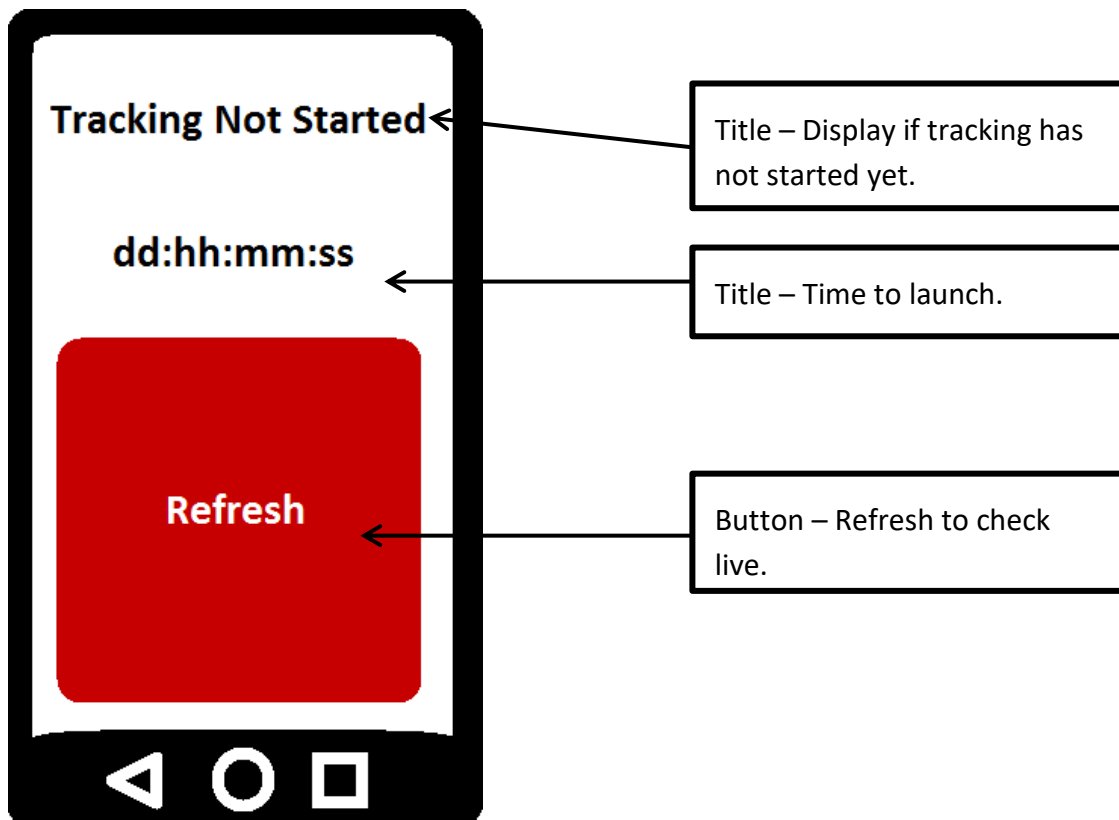 Tracking Not Started
dd:hh:mm:ss
Refresh
Title – Display if tracking has
not started yet.
Title – Time to launch.
Button – Refresh to check
live.